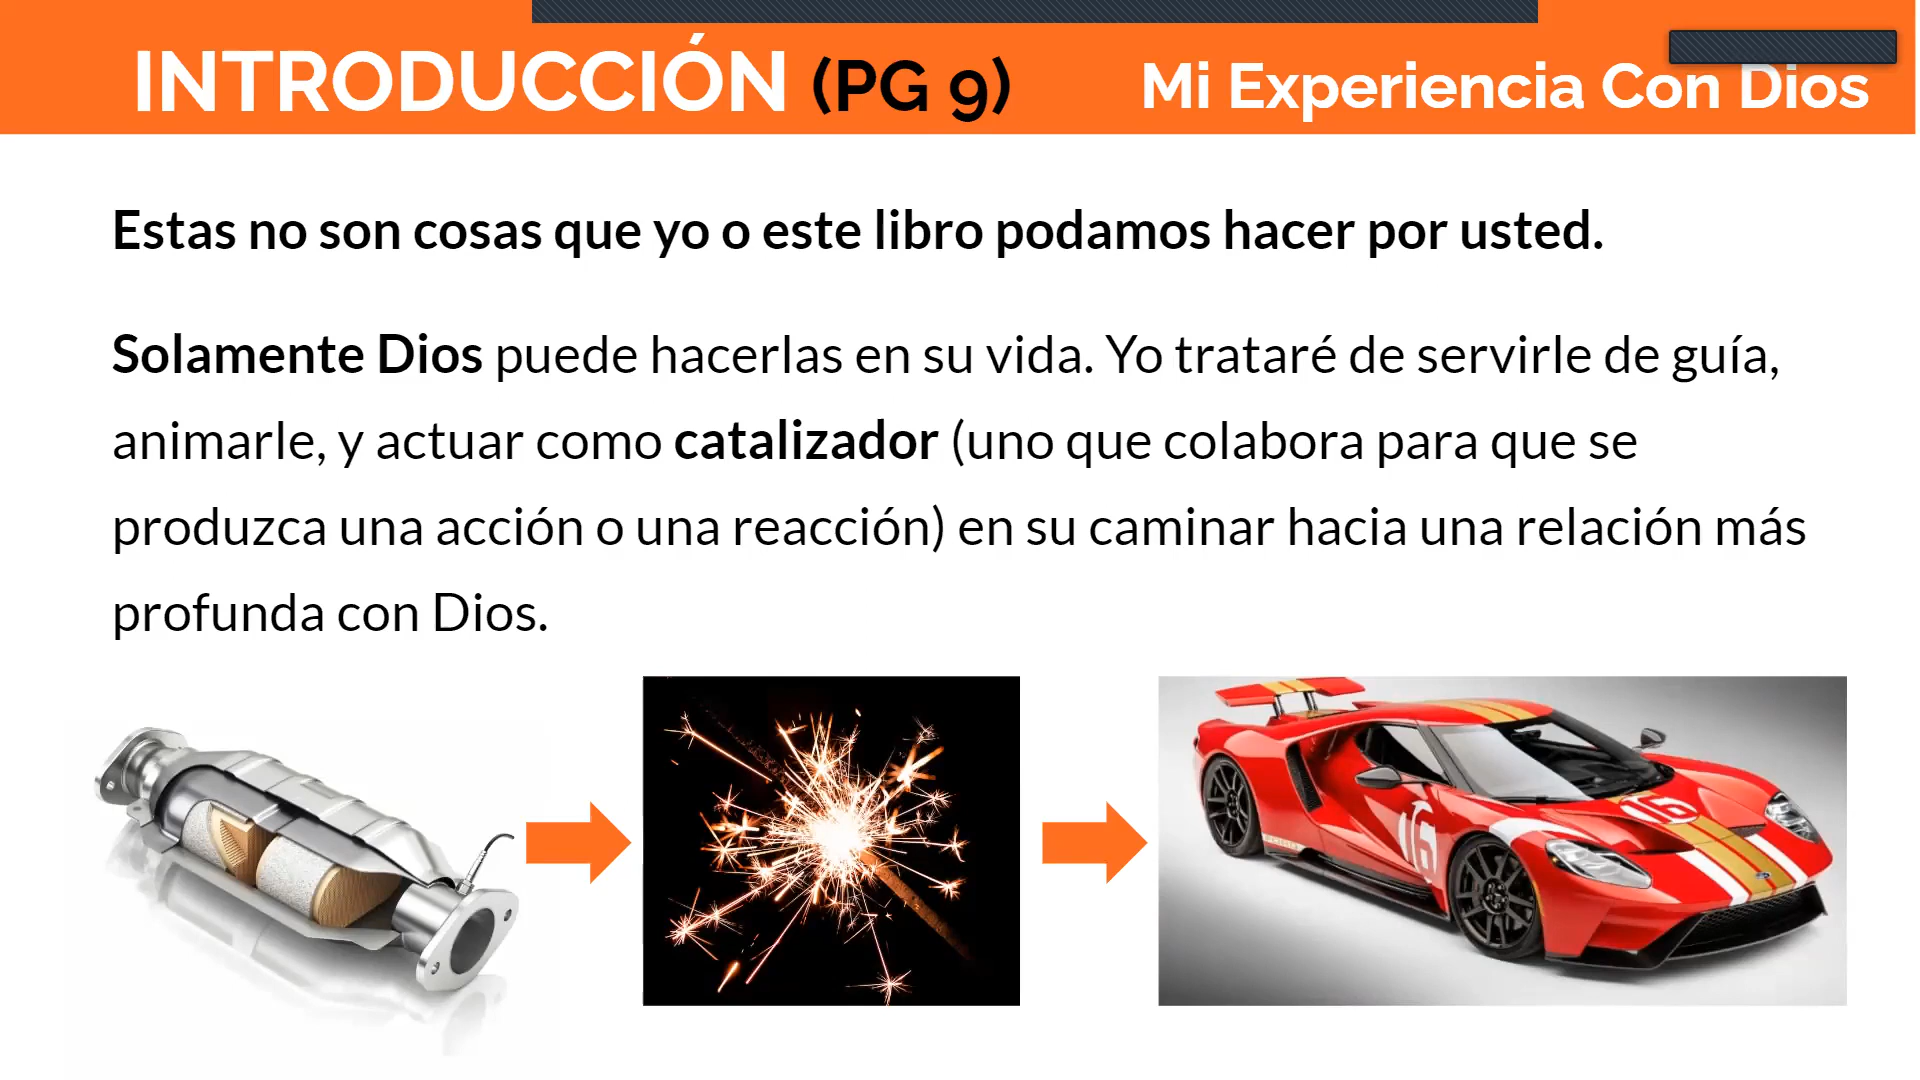 INTRODUCCIÓN (PG 9)
Mi Experiencia Con Dios
Estas no son cosas que yo o este libro podamos hacer por usted.
Solamente Dios puede hacerlas en su vida. Yo trataré de servirle de guía,
animarle, y actuar como catalizador (uno que colabora para que se
produzca una acción o una reacción) en su caminar hacia una relación más
profunda con Dios.
16
16